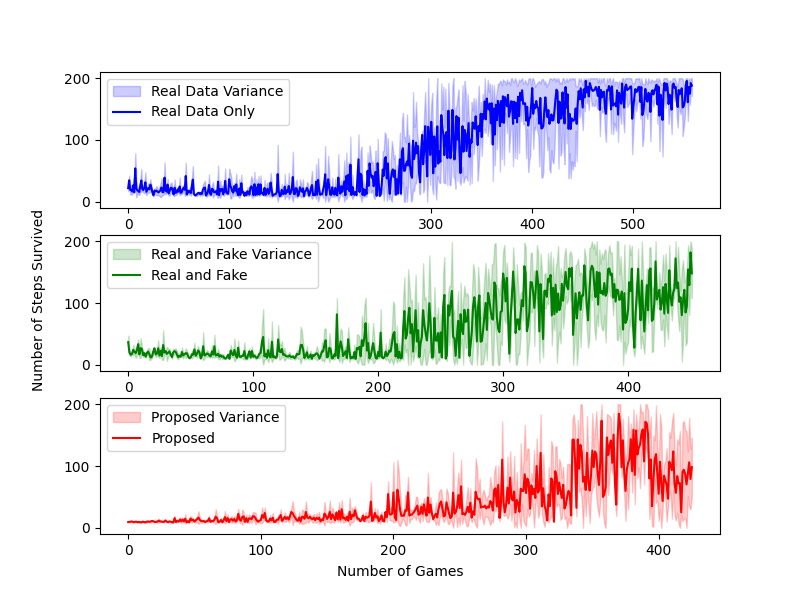 200
Real Data Variance
Real Data Only
100
0
0 100 200 300 400 500
200
Real and Fake Variance
Real and Fake
100
0
0 100 200 300 400
Number of Steps Survived
200
Proposed Variance
Proposed
100
0
0 100 200 300 400
Number of Games